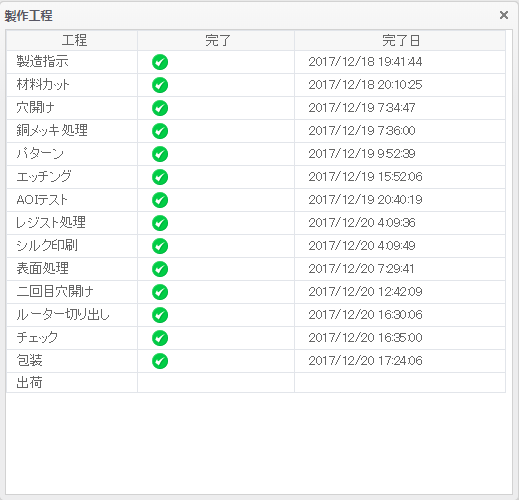 製作工程
工程 完了 完了日
製造指示 2017/12/18 19:41:44
材料カット 2017/12/18 20:10:25
穴開け 2017/12/19 7:34:47
銅メッキ処理 2017/12/19 7:36:00
パターン 2017/12/19 9:52:39
エッチング 2017/12/19 15:52:06
AOIテスト 2017/12/19 20:40:19
レジスト処理 2017/12/20 4:09:36
シルク印刷 2017/12/20 4:09:49
表面処理 2017/12/20 7:29:41
二回目穴開け 2017/12/20 12:42:09
ルーター切り出し 2017/12/20 16:30:06
チェック 2017/12/20 16:35:00
包装 2017/12/20 17:24:06
出荷